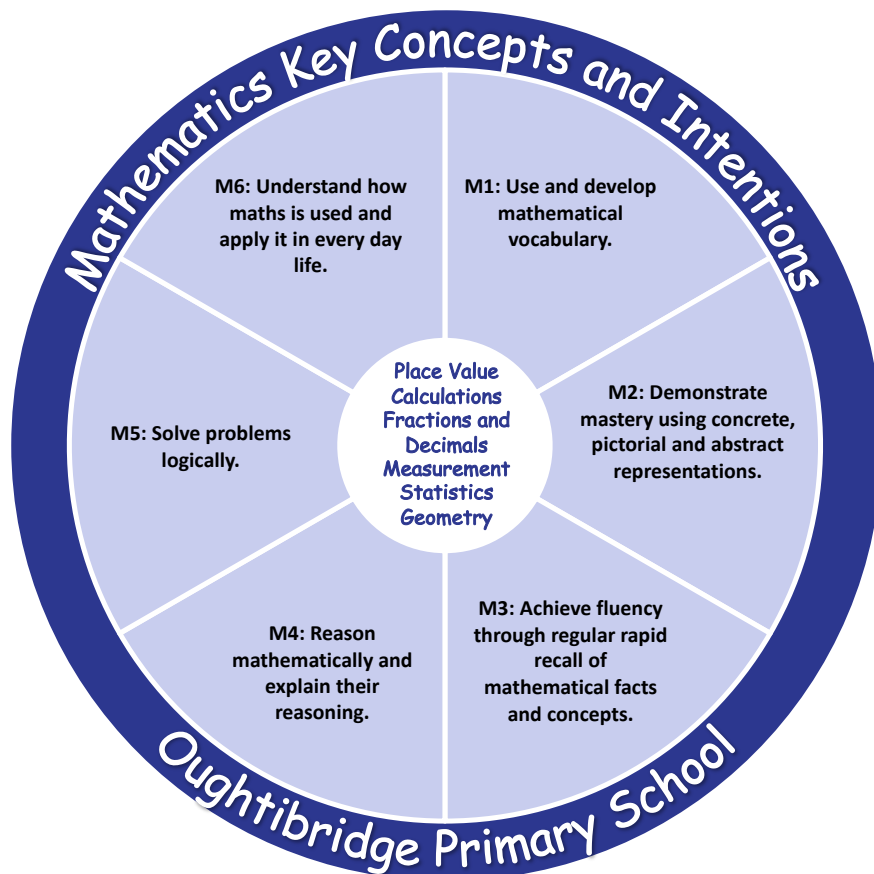 Mathematics Key Concepts and Intentions
M6: Understand how
maths is used and
apply it in every day
life.
M1: Use and develop
mathematical
vocabulary.
M2: Demonstrate
mastery using concrete,
pictorial and abstract
representations.
M3: Achieve fluency
through regular rapid
recall of
mathematical facts
and concepts.
M4: Reason
mathematically and
explain their
reasoning.
M5: Solve problems
logically.
Place Value
Calculations
Fractions and
Decimals
Measurement
Statistics
Geometry
Oughtibridge Primary School